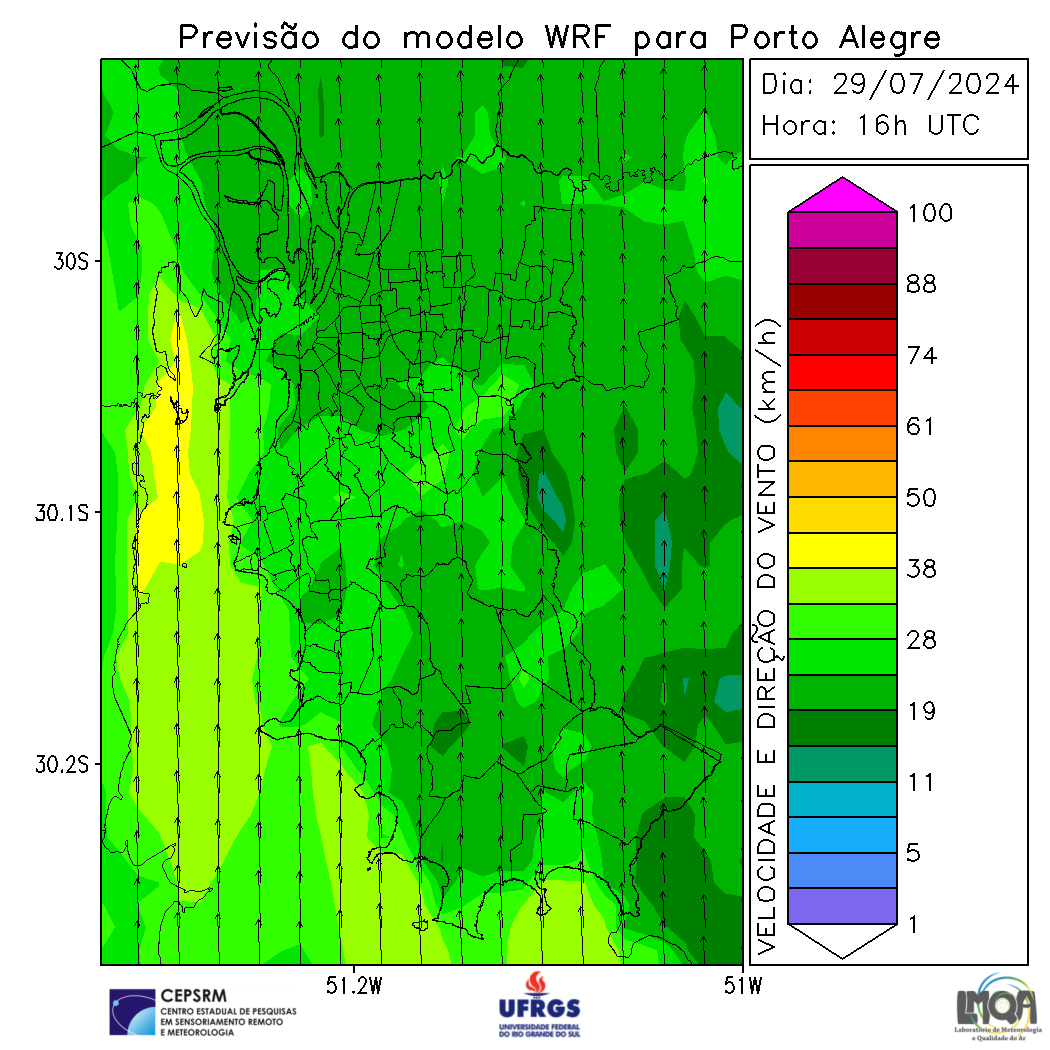 Previsão do modelo WRF para Porto Alegre
Dia: 29/07/2024
Hora: 16h UTC
VELOCIDADE E DIREÇÃO DO VENTO (km/h)
100
88
74
61
50
38
28
19
11
5
1
30S
30.1S
30.2S
51.2W
51W
CEPSRM
CENTRO ESTADUAL DE PESQUISAS
EM SENSORIAMENTO REMOTO
E METEOROLOGIA
UFRGS
UNIVERSIDADE FEDERAL
DO RIO GRANDE DO SUL
LMQA
Laboratório de Meteorologia
e Qualidade do Ar